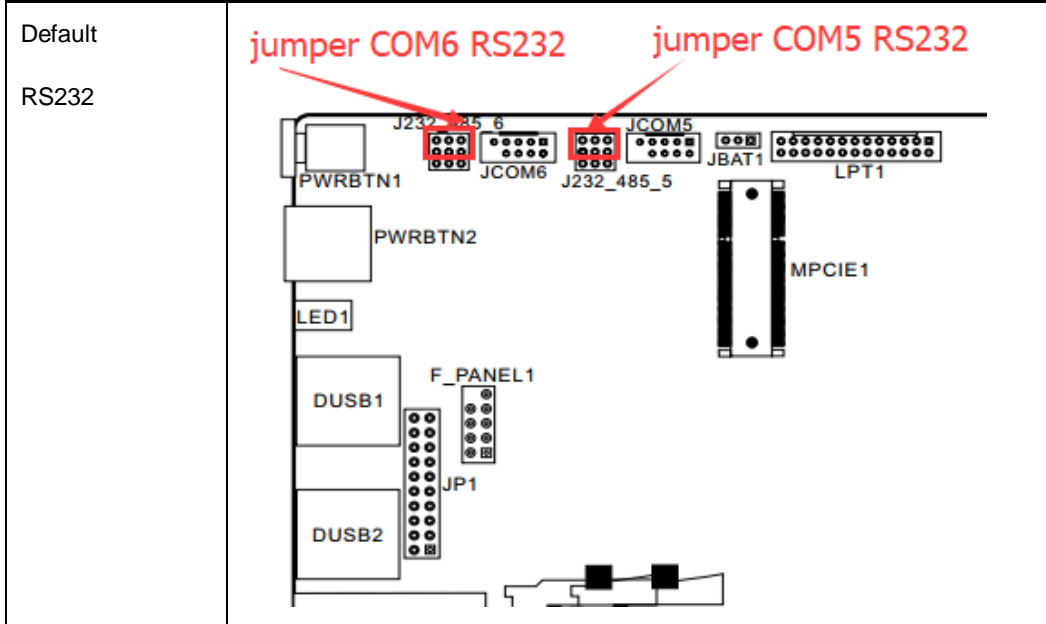 Default
RS232
jumper COM6 RS232
jumper COM5 RS232
J232_485_6
JCOM5
PWRBTN1
JCOM6
J232_485_5
JBAT1
LPT1
PWRBTN2
MPCIE1
LED1
F_PANEL1
DUSB1
JP1
DUSB2